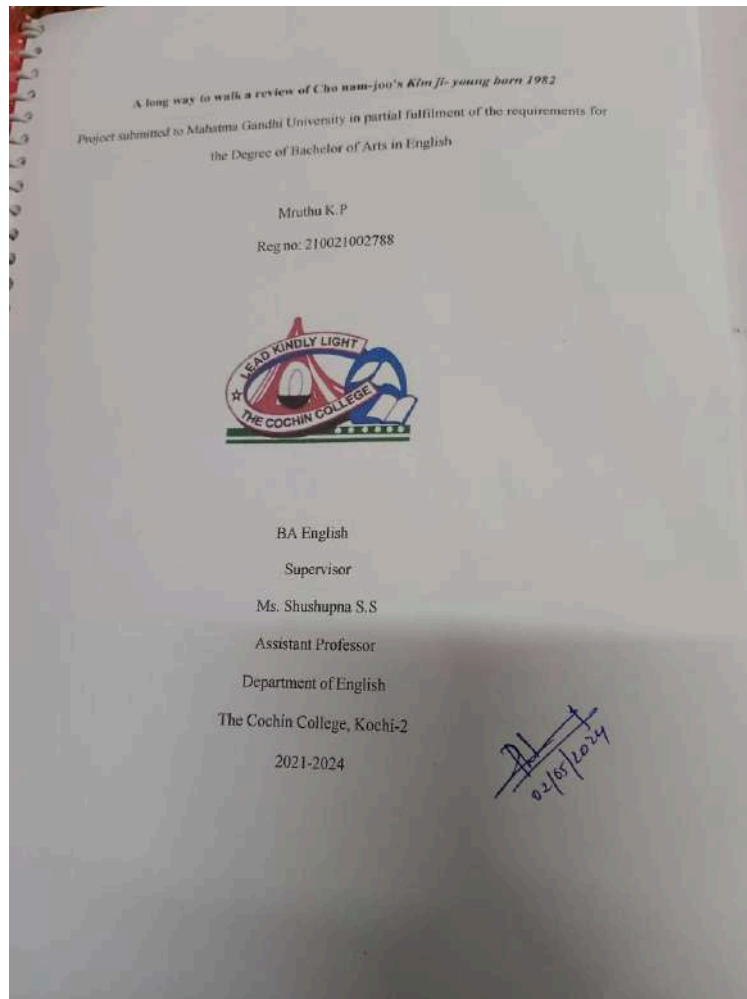 A long way to walk a review of Cho nam-joo's Kim Ji- young born 1982
Project submitted to Mahatma Gandhi University in partial fulfilment of the requirements for
the Degree of Bachelor of Arts in English
Mruthu K.P
Reg no: 210021002788
LEAD KINDLY LIGHT
THE COCHIN COLLEGE
BA English
Supervisor
Ms. Shushupna S.S
Assistant Professor
Department of English
The Cochin College, Kochi-2
2021-2024
02/05/2024